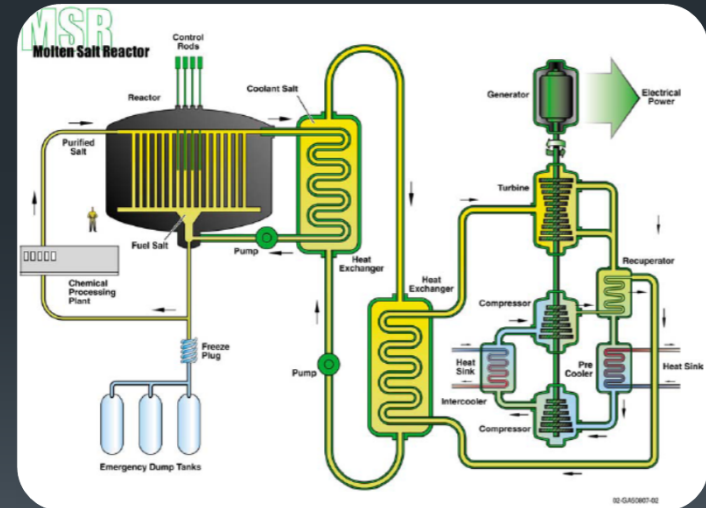 MSR
Molten Salt Reactor
Control
Rods
Reactor
Coolant Salt
Purified
Salt
Fuel Salt
Pump
Heat
Exchanger
Chemical
Processing
Plant
Freeze
Plug
Emergency Dump Tanks
Pump
Heat
Exchanger
Generator
Electrical
Power
Turbine
Recuperator
Compressor
Heat
Sink
Intercooler
Pre
Cooler
Heat Sink
Compressor
02-GA50807-02